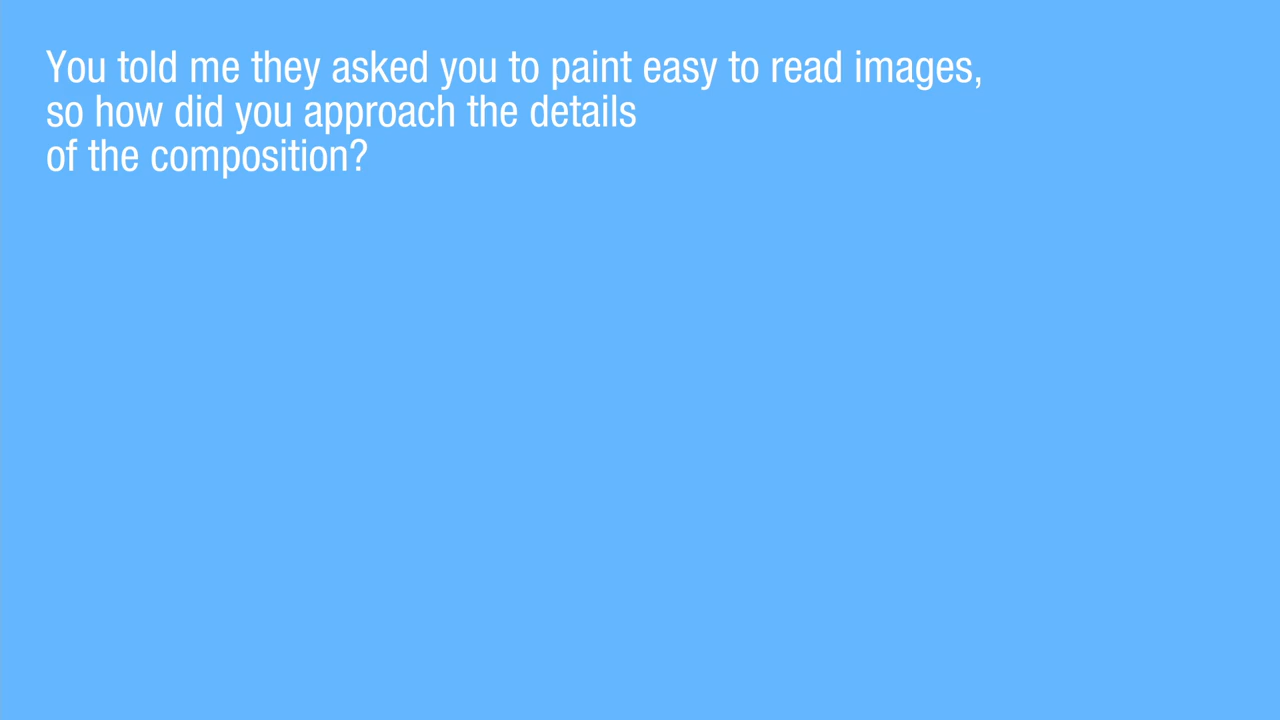 You told me they asked you to paint easy to read images,
so how did you approach the details
of the composition?